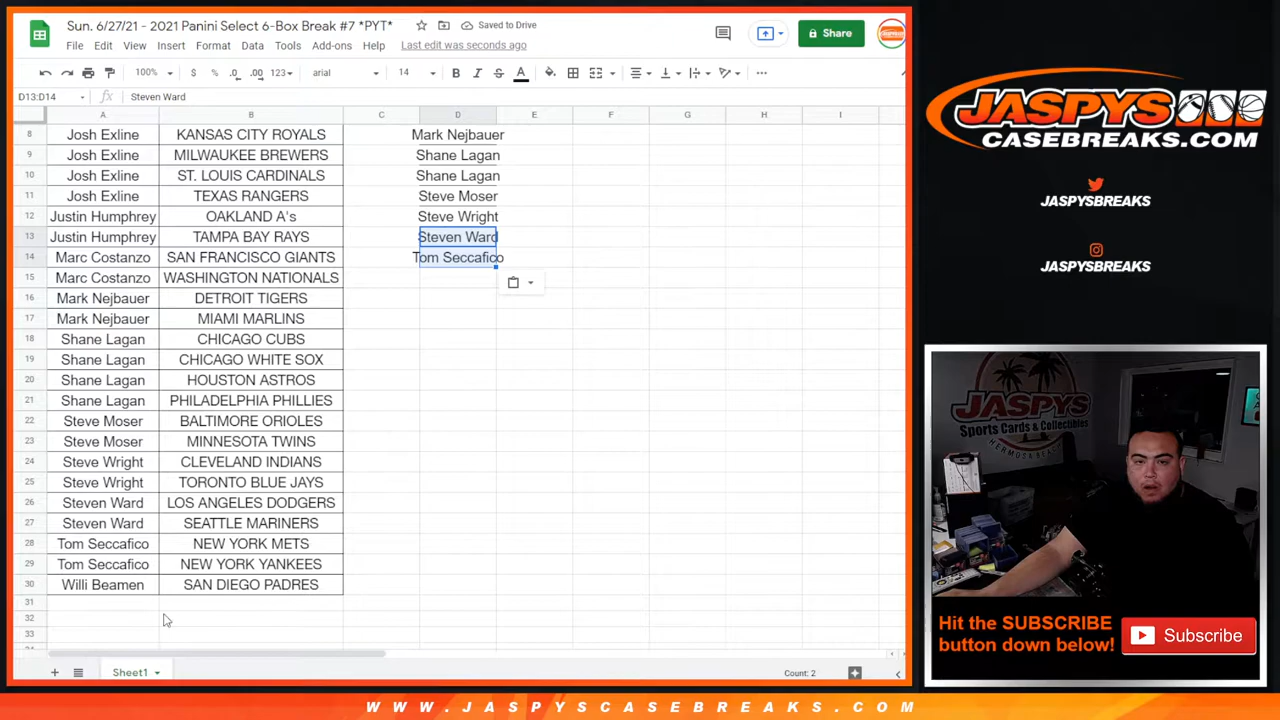 Sun. 6/27/21 - 2021 Panini Select 6-Box Break #7 *PYT*
Saved to Drive
File Edit View Insert Format Data Tools Add-ons Help Last edit was seconds ago
Share
100% $ % .0 .00 123 arial 14 B I S A
D13:D14 fx Steven Ward
A B C D E F G H I
8 Josh Exline KANSAS CITY ROYALS Mark Nejbauer
9 Josh Exline MILWAUKEE BREWERS Shane Lagan
10 Josh Exline ST. LOUIS CARDINALS Shane Lagan
11 Josh Exline TEXAS RANGERS Steve Moser
12 Justin Humphrey OAKLAND A's Steve Wright
13 Justin Humphrey TAMPA BAY RAYS Steven Ward
14 Marc Costanzo SAN FRANCISCO GIANTS Tom Seccafico
15 Marc Costanzo WASHINGTON NATIONALS
16 Mark Nejbauer DETROIT TIGERS
17 Mark Nejbauer MIAMI MARLINS
18 Shane Lagan CHICAGO CUBS
19 Shane Lagan CHICAGO WHITE SOX
20 Shane Lagan HOUSTON ASTROS
21 Shane Lagan PHILADELPHIA PHILLIES
22 Steve Moser BALTIMORE ORIOLES
23 Steve Moser MINNESOTA TWINS
24 Steve Wright CLEVELAND INDIANS
25 Steve Wright TORONTO BLUE JAYS
26 Steven Ward LOS ANGELES DODGERS
27 Steven Ward SEATTLE MARINERS
28 Tom Seccafico NEW YORK METS
29 Tom Seccafico NEW YORK YANKEES
30 Willi Beamen SAN DIEGO PADRES
31
32
33
Sheet1
Count: 2
JASPYS
CASEBREAKS.COM
JASPYSBREAKS
JASPYSBREAKS
JASPYS
Sports Cards & Collectibles
HERMOSA BEACH
Hit the SUBSCRIBE
button down below!
Subscribe
WWW.JASPYSCASEBREAKS.COM